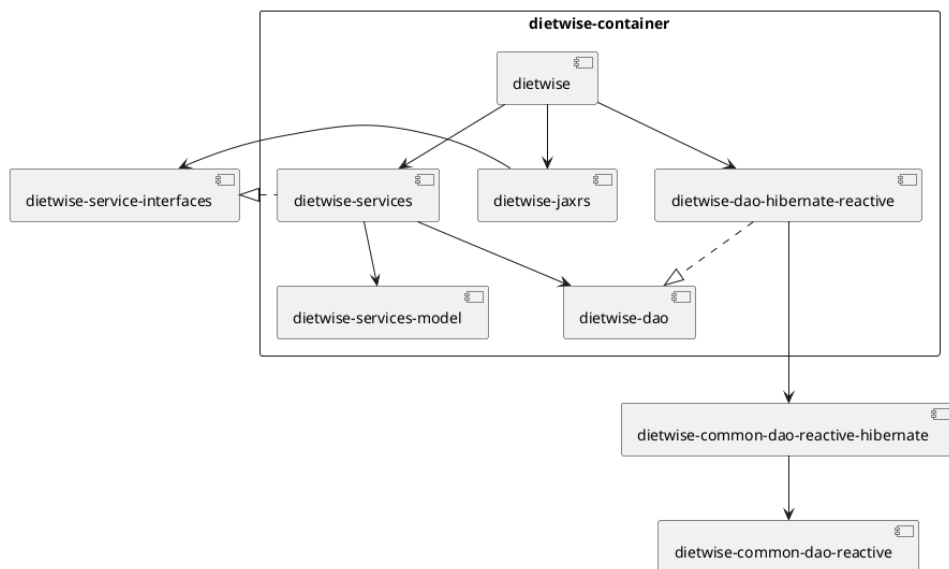 dietwise-container
dietwise
dietwise-service-interfaces
dietwise-services
dietwise-jaxrs
dietwise-dao-hibernate-reactive
dietwise-services-model
dietwise-dao
dietwise-common-dao-reactive-hibernate
dietwise-common-dao-reactive